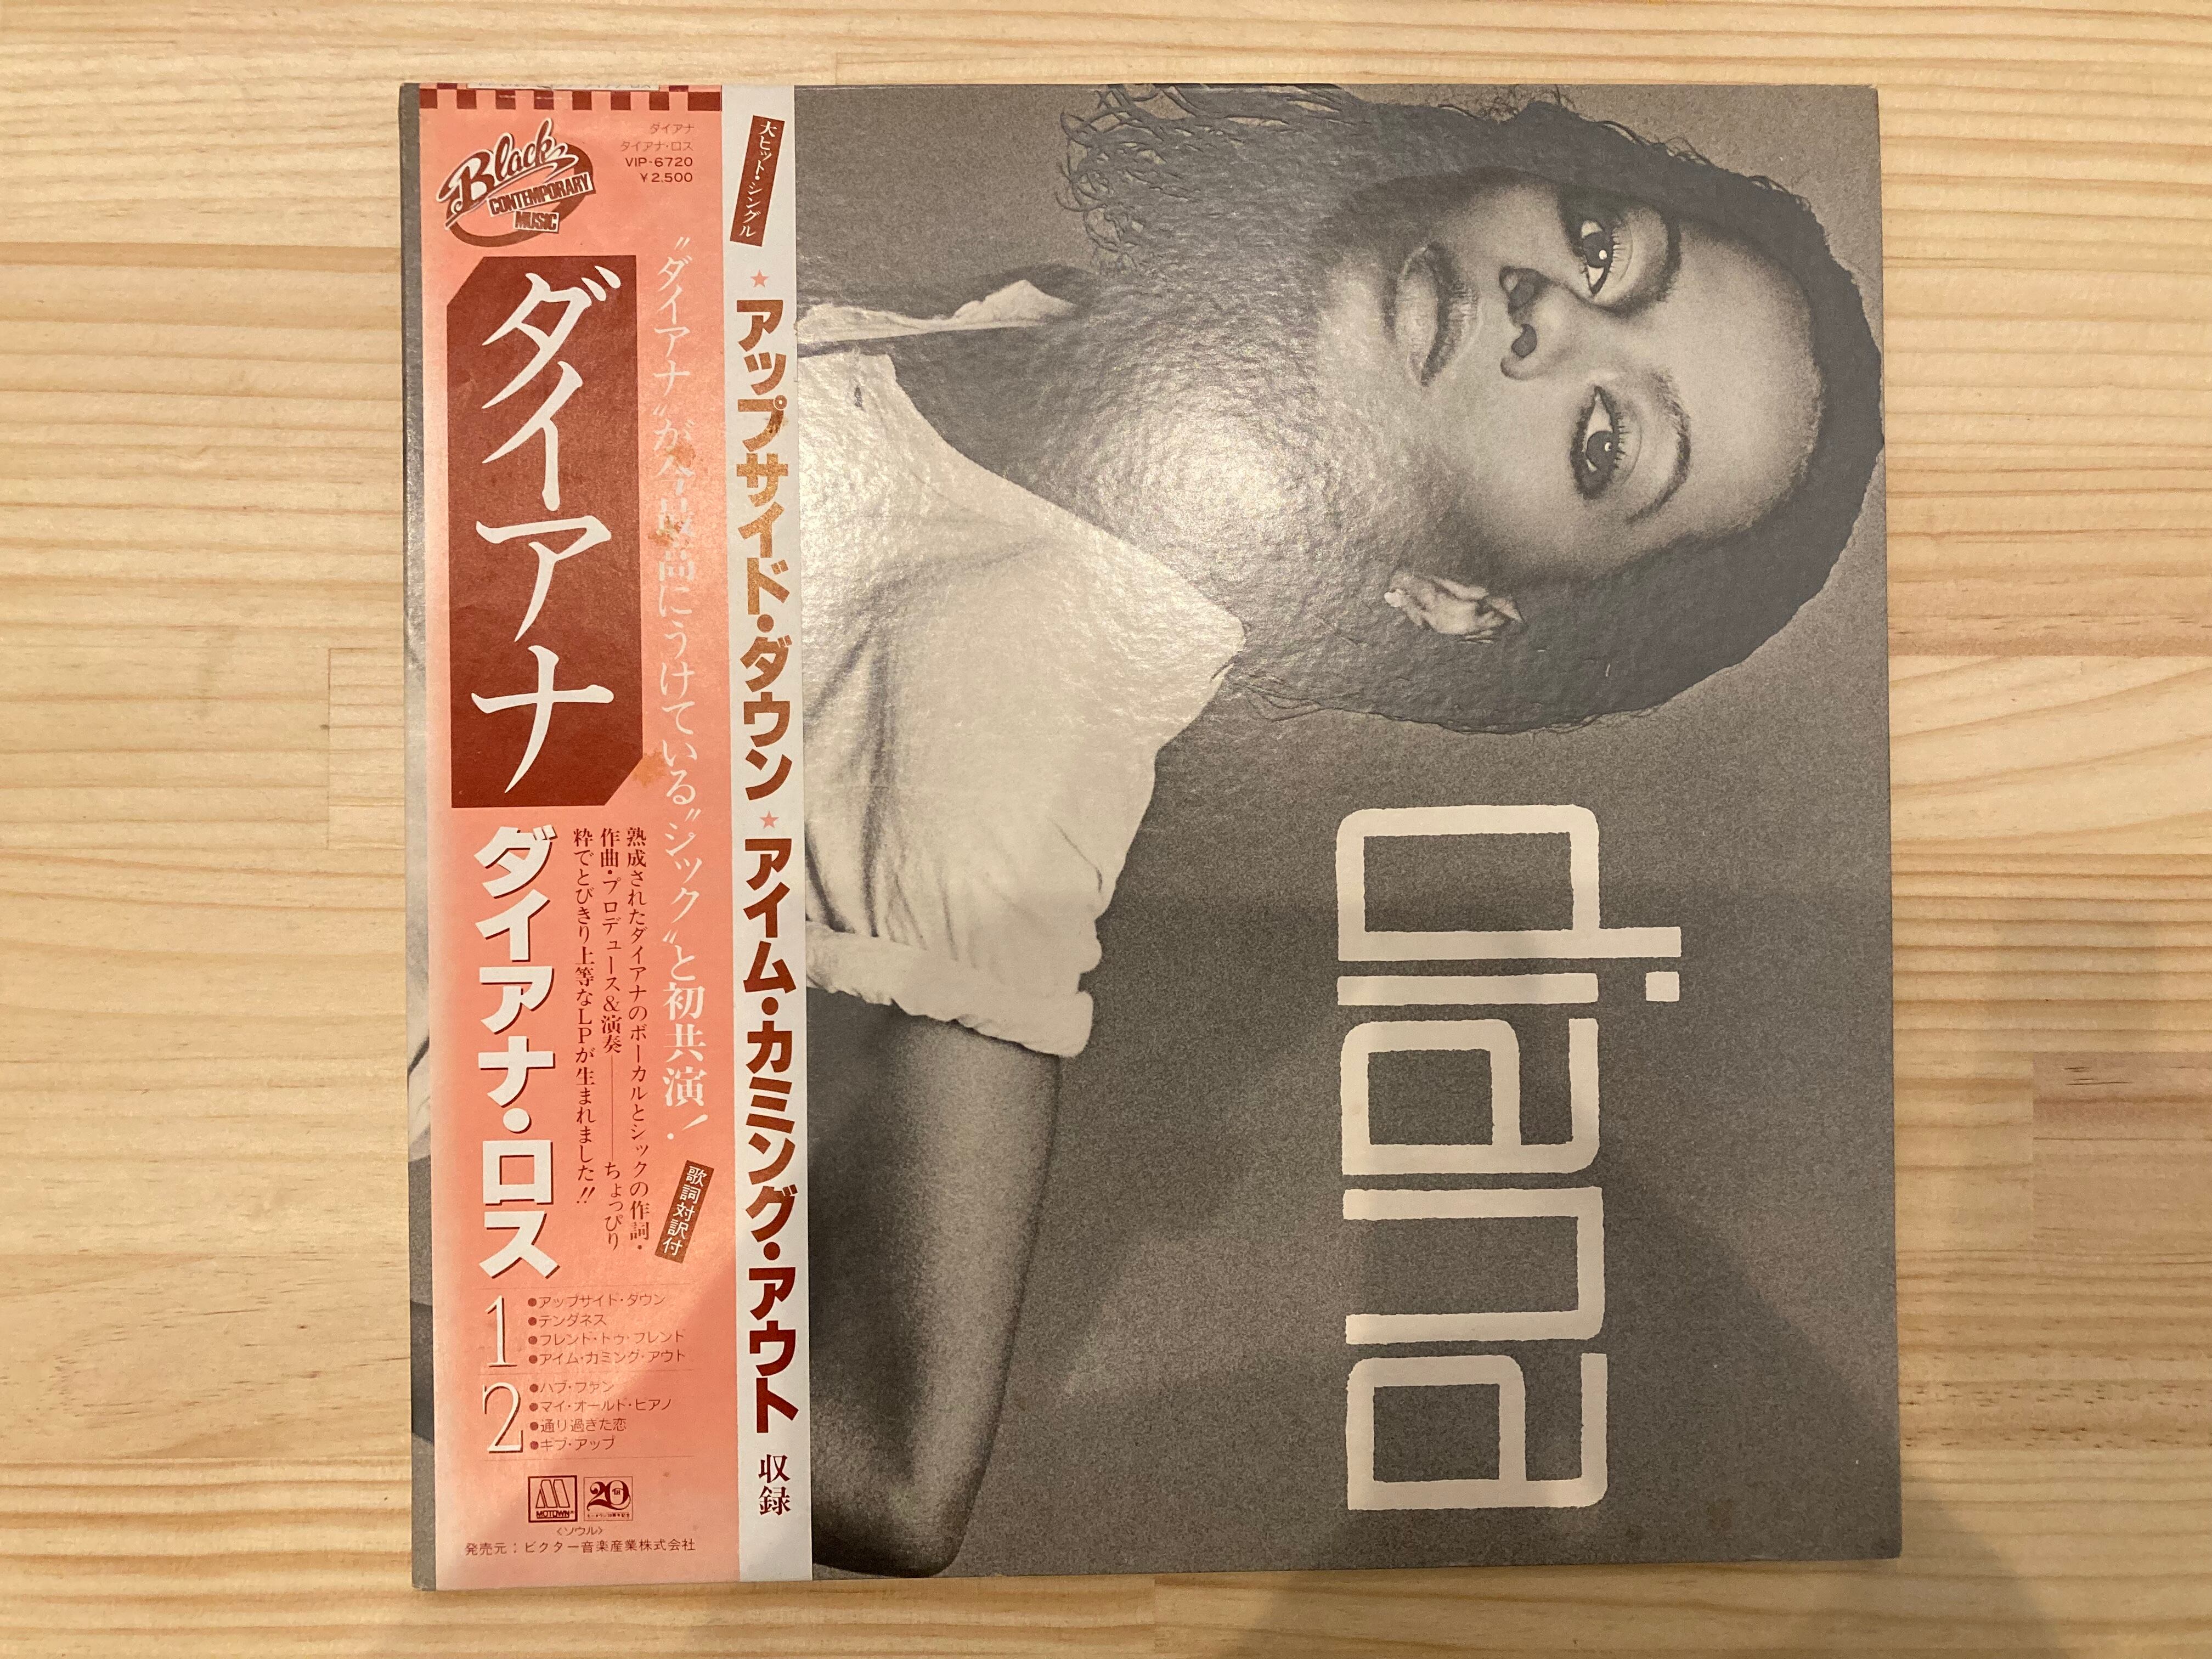 Black
CONTEMPORARY
MUSIC
ダイアナ
ダイアナ・ロス
VIP-6720
¥2,500
大ヒット・シングル
★アップサイド・ダウン★アイム・カミング・アウト 収録
ダイアナ
"ダイアナ"が今最高にうけている"シック"と初共演!
ダイアナ・ロス
熟成されたダイアナのボーカルとシックの作詞・
作曲・プロデュース&演奏―――ちょっぴり
粋でとびきり上等なLPが生まれました!!
歌詞対訳付
1
●アップサイド・ダウン
●テンダネス
●フレンド・トゥ・フレンド
●アイム・カミング・アウト
2
●ハブ・ファン
●マイ・オールド・ピアノ
●通り過ぎた恋
●ギブ・アップ
MOTOWN
20
〈ソウル〉
発売元:ビクター音楽産業株式会社
diana